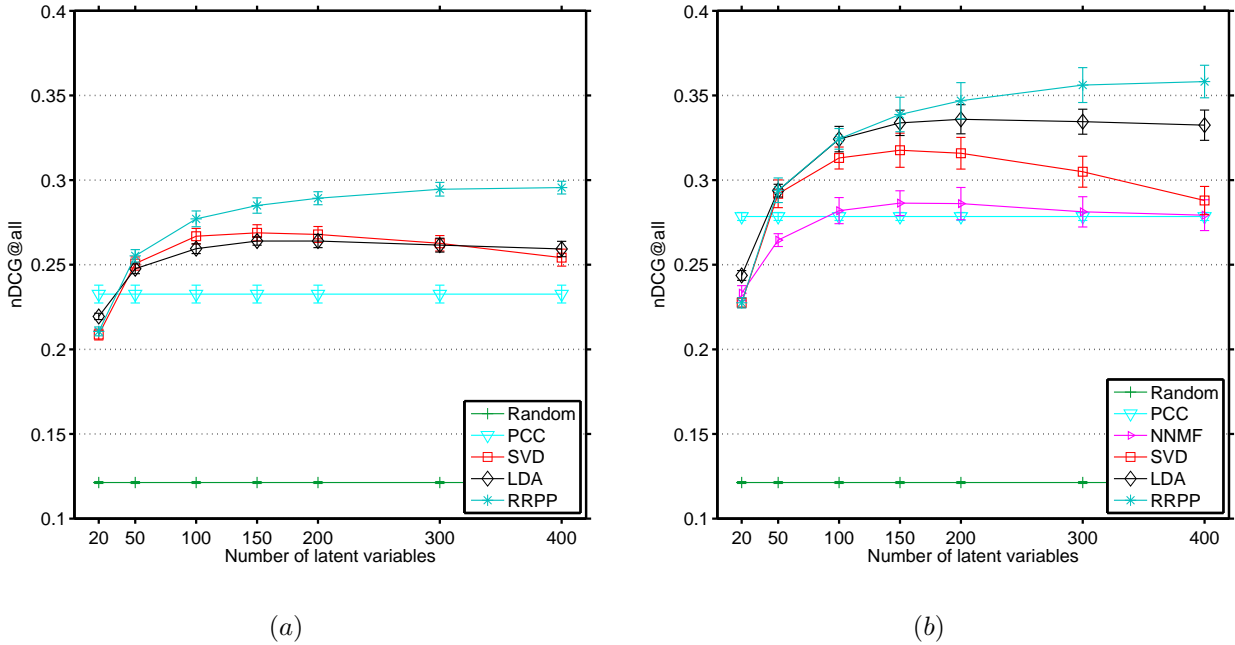 0.4
0.35
0.3
0.25
0.2
0.15
0.1
nDCG@all
Random
PCC
SVD
LDA
RRPP
20 50 100 150 200 300 400
Number of latent variables
(a)
0.4
0.35
0.3
0.25
0.2
0.15
0.1
nDCG@all
Random
PCC
NNMF
SVD
LDA
RRPP
20 50 100 150 200 300 400
Number of latent variables
(b)